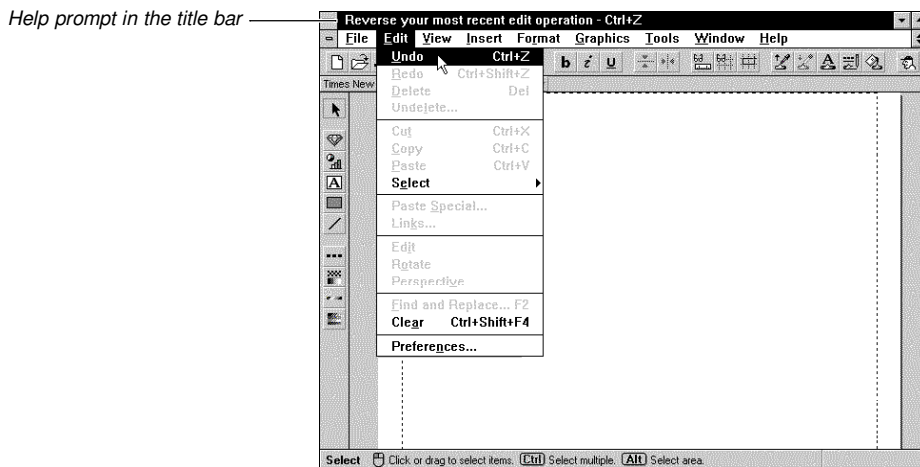 Help prompt in the title bar
Reverse your most recent edit operation - Ctrl+Z
File Edit View Insert Format Graphics Tools Window Help
b i u
Times New
Undo Ctrl+Z
Redo Ctrl+Shift+Z
Delete Del
Undelete...
Cut Ctrl+X
Copy Ctrl+C
Paste Ctrl+V
Select
Paste Special...
Links...
Edit
Rotate
Perspective
Find and Replace... F2
Clear Ctrl+Shift+F4
Preferences...
A
A
Select Click or drag to select items. Ctrl Select multiple. Alt Select area.